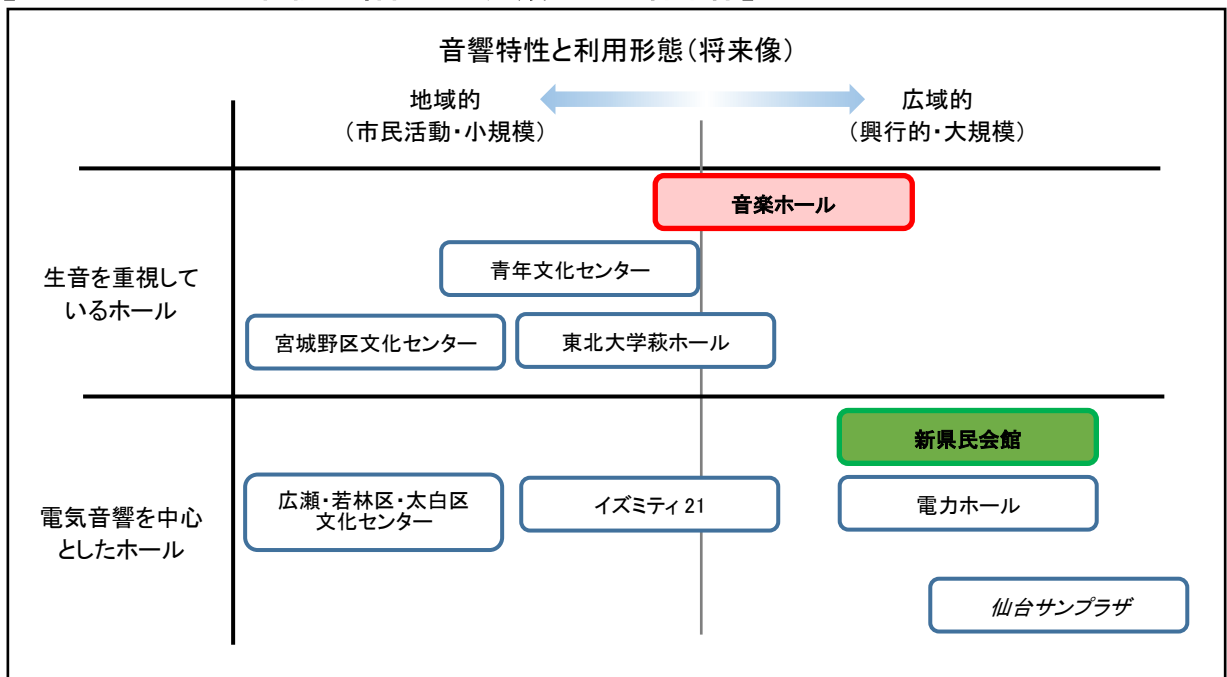 音響特性と利用形態（将来像）
地域的
（市民活動・小規模）
広域的
（興行的・大規模）
生音を重視して
いるホール
音楽ホール
青年文化センター
宮城野区文化センター
東北大学萩ホール
電気音響を中心
としたホール
新県民会館
広瀬・若林区・太白区
文化センター
イズミティ21
電力ホール
仙台サンプラザ